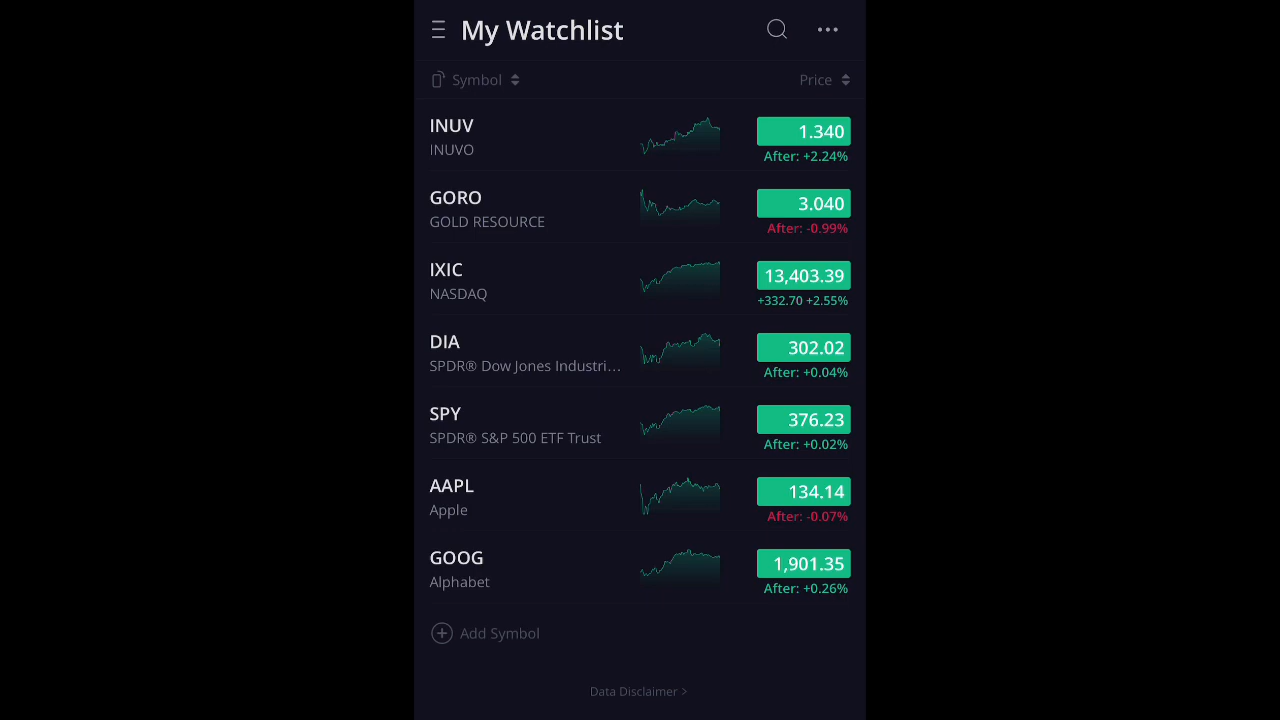 My Watchlist
Symbol Price
INUV 1.340
INUVO After: +2.24%
GORO 3.040
GOLD RESOURCE After: -0.99%
IXIC 13,403.39
NASDAQ +332.70 +2.55%
DIA 302.02
SPDR® Dow Jones Industri... After: +0.04%
SPY 376.23
SPDR® S&P 500 ETF Trust After: +0.02%
AAPL 134.14
Apple After: -0.07%
GOOG 1,901.35
Alphabet After: +0.26%
Add Symbol
Data Disclaimer >